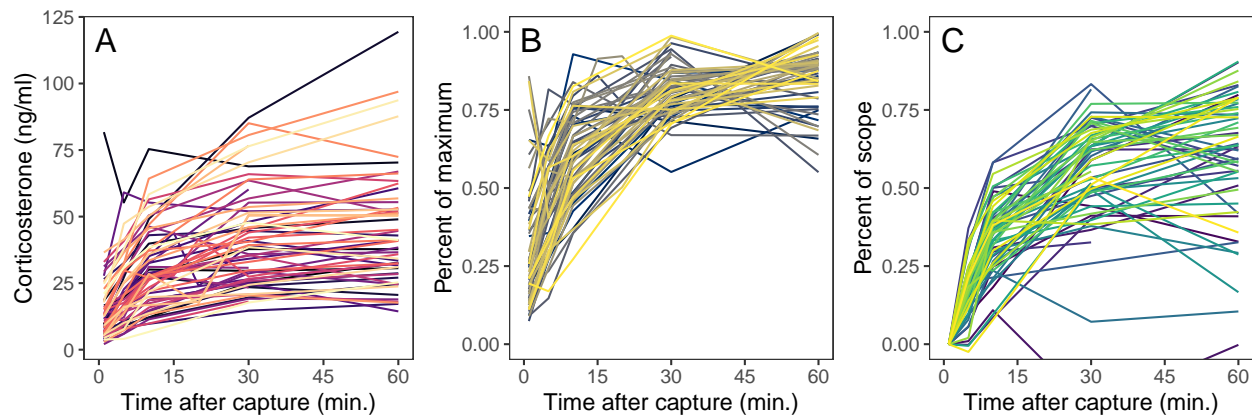 A
Corticosterone (ng/ml)
125
100
75
50
25
0
0 15 30 45 60
Time after capture (min.)
B
Percent of maximum
1.00
0.75
0.50
0.25
0.00
0 15 30 45 60
Time after capture (min.)
C
Percent of scope
1.00
0.75
0.50
0.25
0.00
0 15 30 45 60
Time after capture (min.)